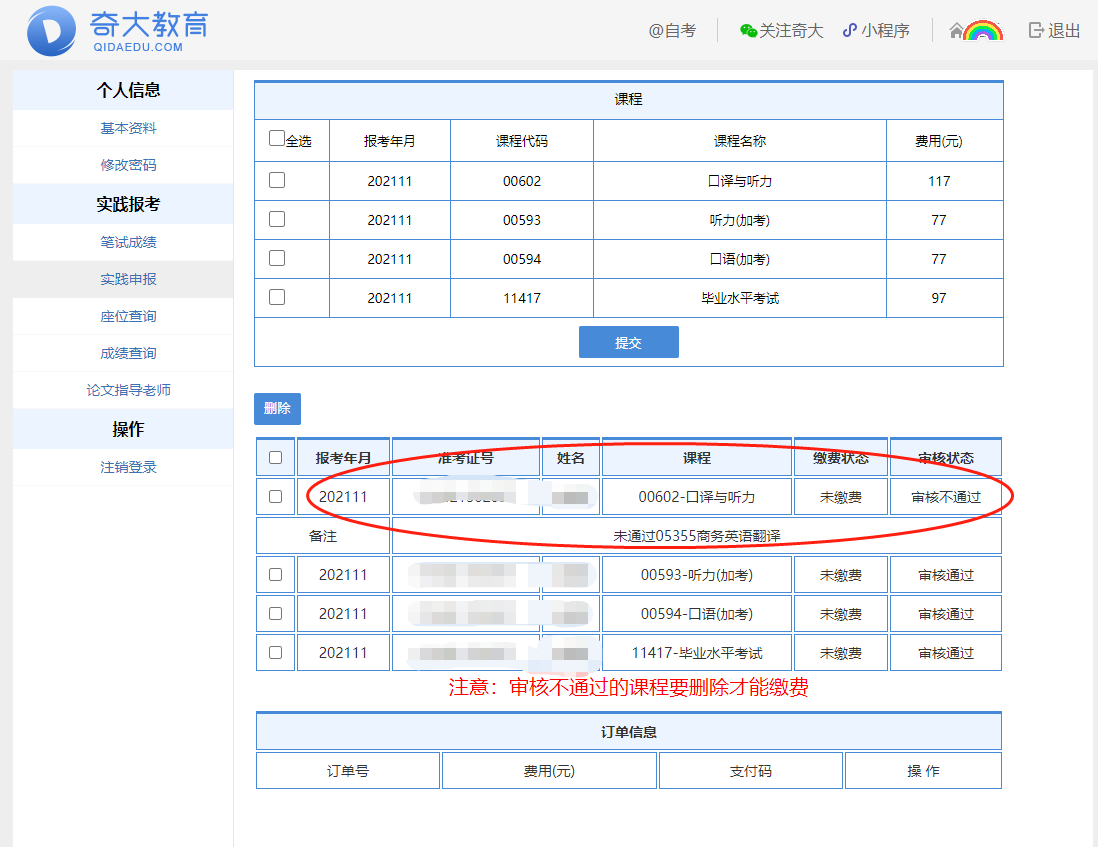 奇大教育
QIDAEDU.COM
@自考 关注奇大 小程序 退出
个人信息
基本资料
修改密码
实践报考
笔试成绩
实践申报
座位查询
成绩查询
论文指导老师
操作
注销登录
课程
全选 报考年月 课程代码 课程名称 费用(元)
202111 00602 口译与听力 117
202111 00593 听力(加考) 77
202111 00594 口语(加考) 77
202111 11417 毕业水平考试 97
提交
删除
报考年月 准考证号 姓名 课程 缴费状态 审核状态
202111 00602-口译与听力 未缴费 审核不通过
备注 未通过05355商务英语翻译
202111 00593-听力(加考) 未缴费 审核通过
202111 00594-口语(加考) 未缴费 审核通过
202111 11417-毕业水平考试 未缴费 审核通过
注意：审核不通过的课程要删除才能缴费
订单信息
订单号 费用(元) 支付码 操 作